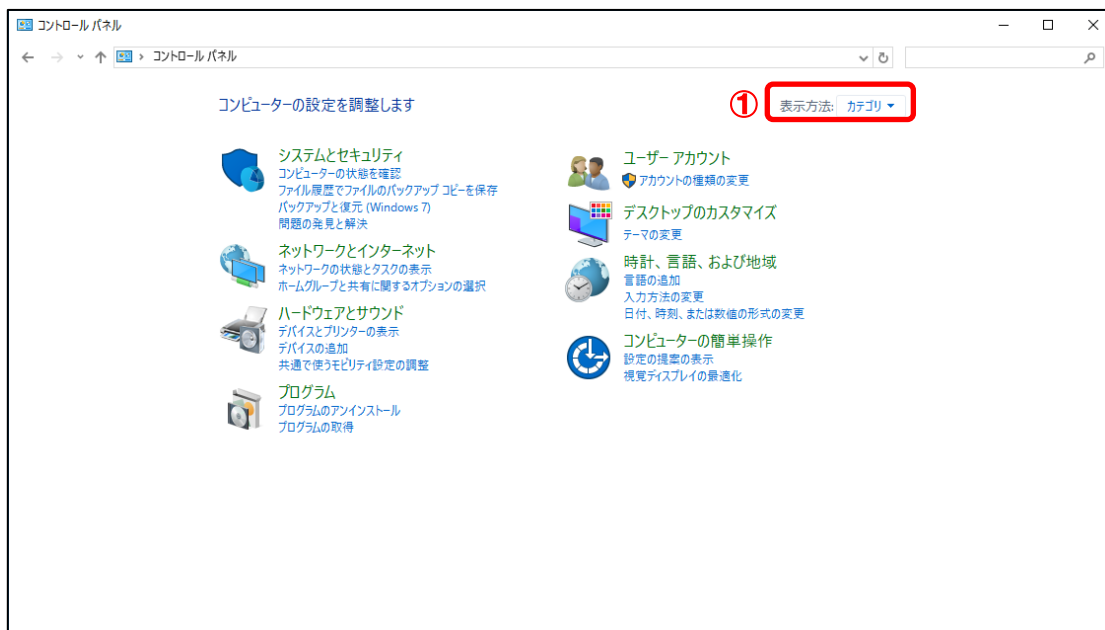 コントロール パネル
コントロール パネル
コンピューターの設定を調整します
①
表示方法: カテゴリ
システムとセキュリティ
コンピューターの状態を確認
ファイル履歴でファイルのバックアップ コピーを保存
バックアップと復元 (Windows 7)
問題の発見と解決
ネットワークとインターネット
ネットワークの状態とタスクの表示
ホームグループと共有に関するオプションの選択
ハードウェアとサウンド
デバイスとプリンターの表示
デバイスの追加
共通で使うモビリティ設定の調整
プログラム
プログラムのアンインストール
プログラムの取得
ユーザー アカウント
アカウントの種類の変更
デスクトップのカスタマイズ
テーマの変更
時計、言語、および地域
言語の追加
入力方法の変更
日付、時刻、または数値の形式の変更
コンピューターの簡単操作
設定の提案の表示
視覚ディスプレイの最適化